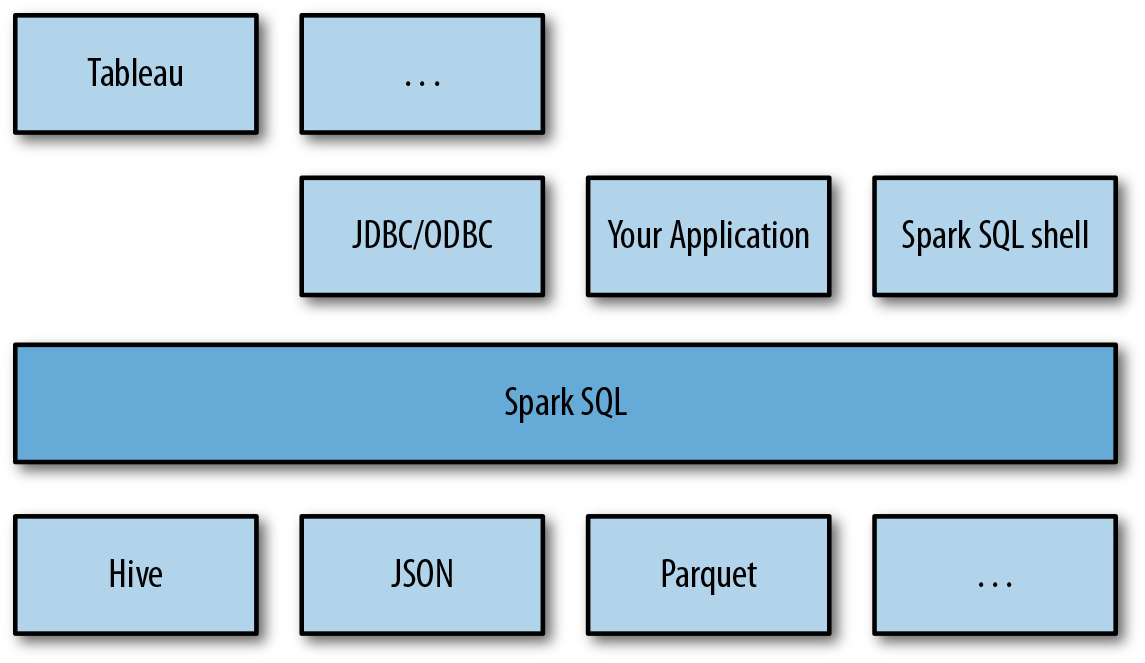 Tableau
. . .
JDBC/ODBC
Your Application
Spark SQL shell
Spark SQL
Hive
JSON
Parquet
. . .